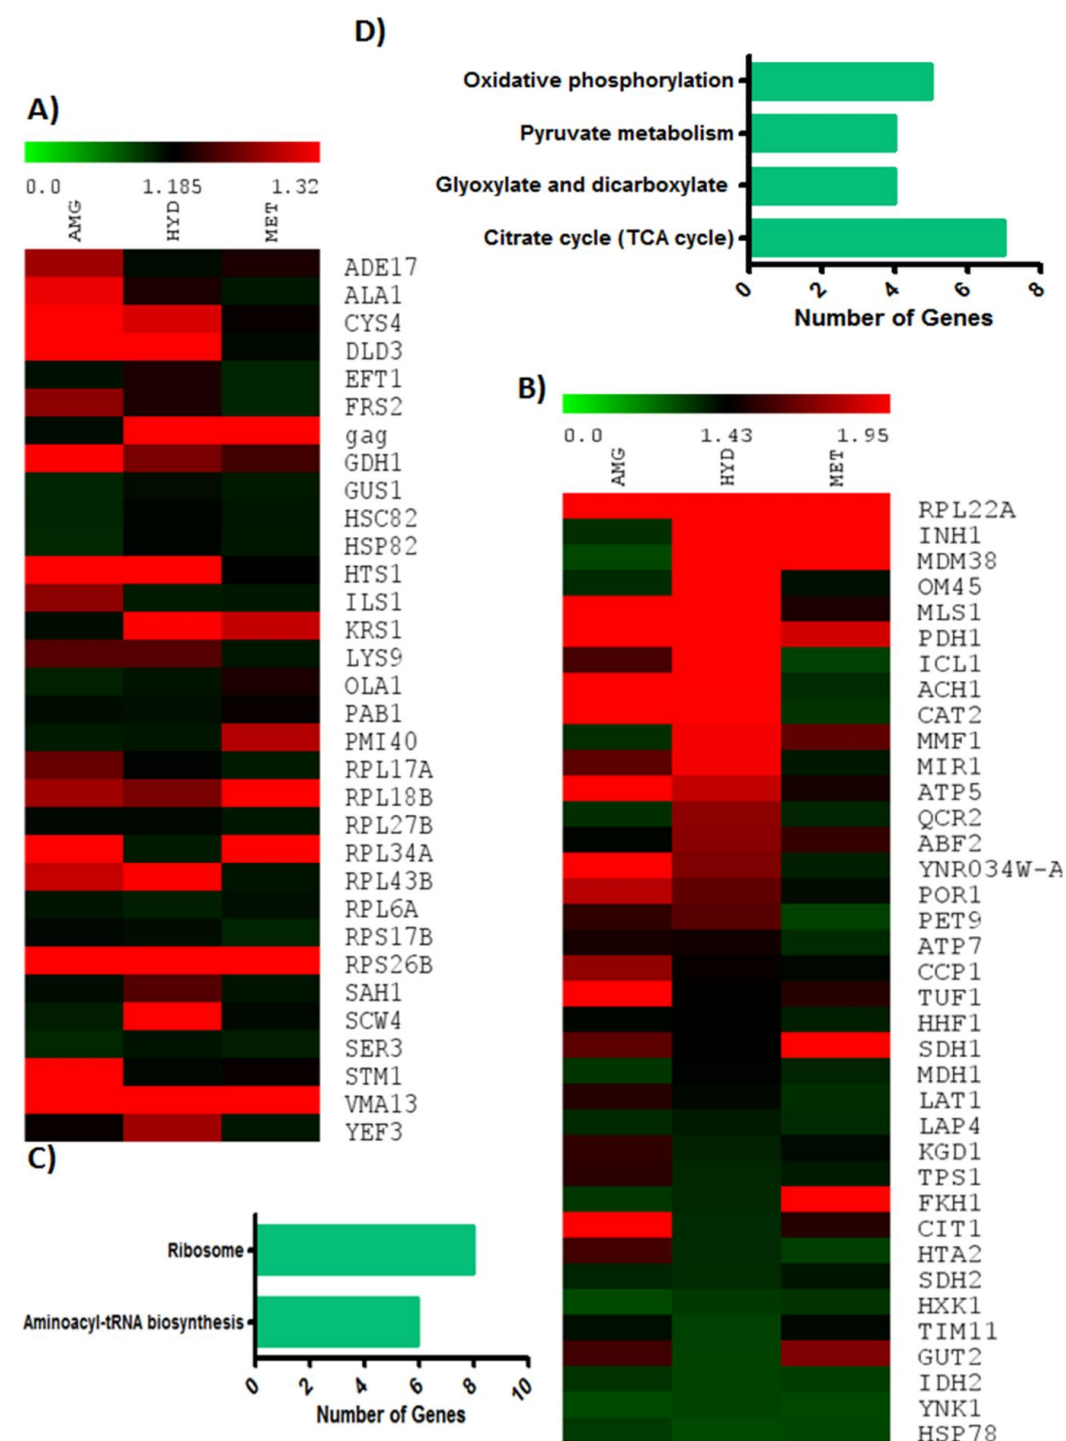 D)
Oxidative phosphorylation
Pyruvate metabolism
Glyoxylate and dicarboxylate
Citrate cycle (TCA cycle)
0 2 4 6 8
Number of Genes
A)
0.0 1.185 1.32
AMG HYD MET
ADE17
ALA1
CYS4
DLD3
EFT1
FRS2
gag
GDH1
GUS1
HSC82
HSP82
HTS1
ILS1
KRS1
LYS9
OLA1
PAB1
PMI40
RPL17A
RPL18B
RPL27B
RPL34A
RPL43B
RPL6A
RPS17B
RPS26B
SAH1
SCW4
SER3
STM1
VMA13
YEF3
B)
0.0 1.43 1.95
AMG HYD MET
RPL22A
INH1
MDM38
OM45
MLS1
PDH1
ICL1
ACH1
CAT2
MMF1
MIR1
ATP5
QCR2
ABF2
YNR034W-A
POR1
PET9
ATP7
CCP1
TUF1
HHF1
SDH1
MDH1
LAT1
LAP4
KGD1
TPS1
FKH1
CIT1
HTA2
SDH2
HXK1
TIM11
GUT2
IDH2
YNK1
HSP78
C)
Ribosome
Aminoacyl-tRNA biosynthesis
0 2 4 6 8 10
Number of Genes